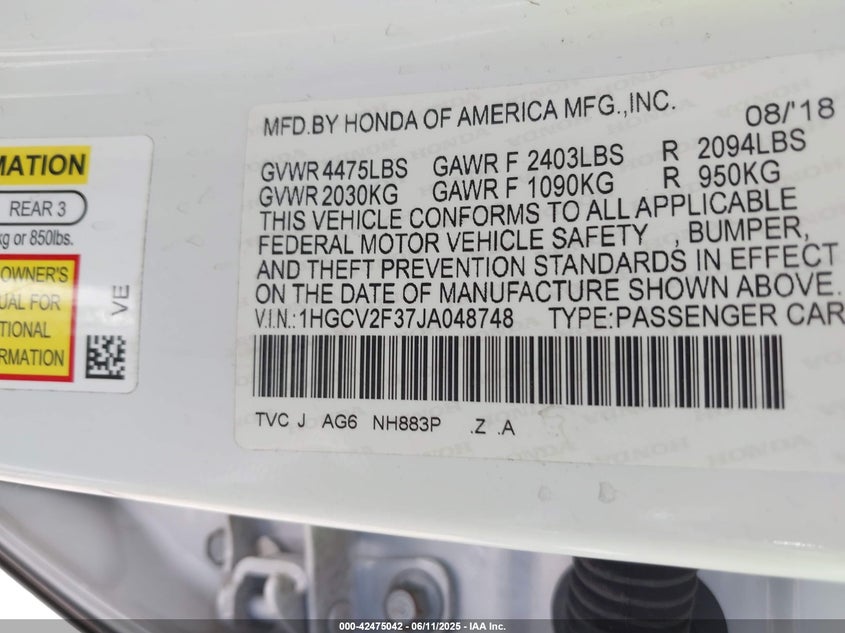 MATION
REAR 3
kg or 850lbs.
OWNER'S
UAL FOR
TIONAL
RMATION
VE
MFD.BY HONDA OF AMERICA MFG.,INC. 08/'18
GVWR 4475LBS GAWR F 2403LBS R 2094LBS
GVWR 2030KG GAWR F 1090KG R 950KG
THIS VEHICLE CONFORMS TO ALL APPLICABLE
FEDERAL MOTOR VEHICLE SAFETY , BUMPER,
AND THEFT PREVENTION STANDARDS IN EFFECT
ON THE DATE OF MANUFACTURE SHOWN ABOVE.
V.I.N.:1HGCV2F37JA048748 TYPE:PASSENGER CAR
TVC J AG6 NH883P .Z .A
000-42475042 - 06/11/2025 - IAA Inc.